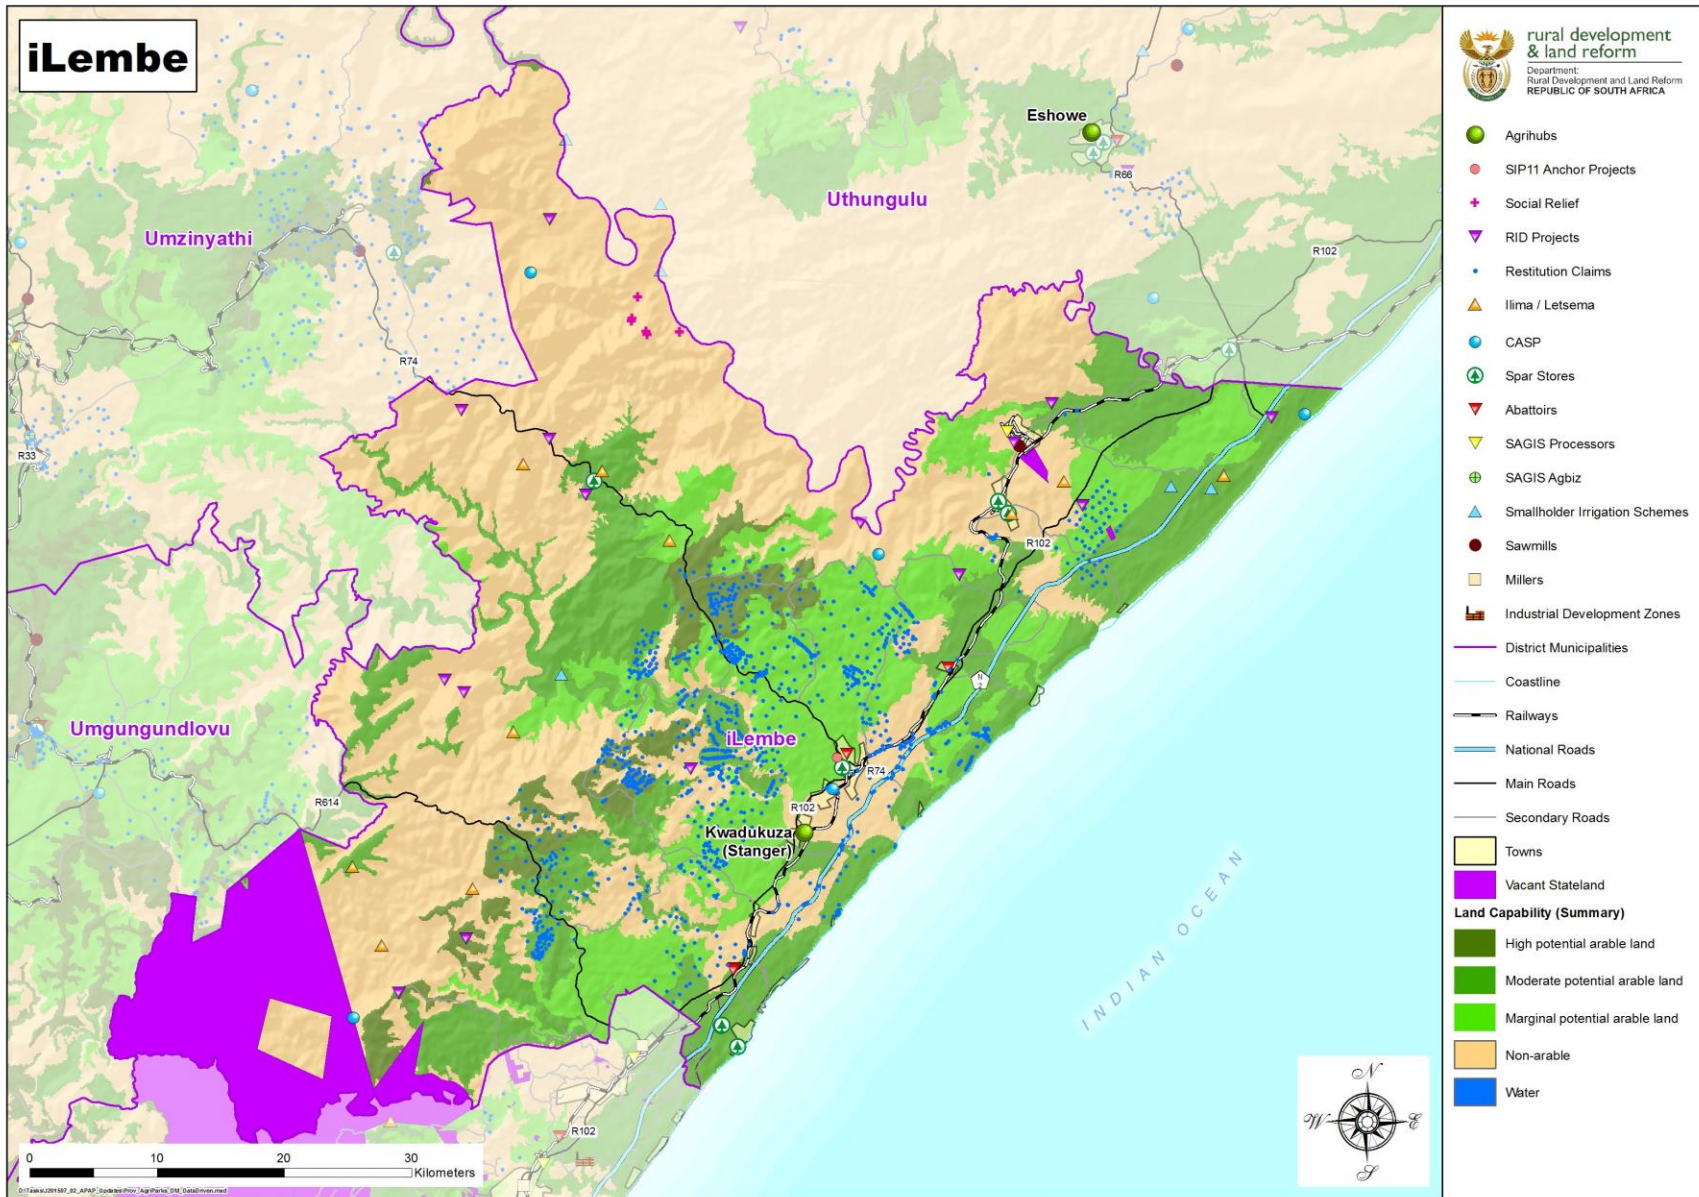 iLembe
Eshowe
R66
Uthungulu
Umzinyathi
R102
R74
R33
R102
Umgungundlovu
iLembe
N
2
R74
R614
R102
Kwadukuza
(Stanger)
INDIAN OCEAN
R102
0 10 20 30
Kilometers
N
W E
S
rural development
& land reform
Department:
Rural Development and Land Reform
REPUBLIC OF SOUTH AFRICA
Agrihubs
SIP11 Anchor Projects
Social Relief
RID Projects
Restitution Claims
Ilima / Letsema
CASP
Spar Stores
Abattoirs
SAGIS Processors
SAGIS Agbiz
Smallholder Irrigation Schemes
Sawmills
Millers
Industrial Development Zones
District Municipalities
Coastline
Railways
National Roads
Main Roads
Secondary Roads
Towns
Vacant Stateland
Land Capability (Summary)
High potential arable land
Moderate potential arable land
Marginal potential arable land
Non-arable
Water